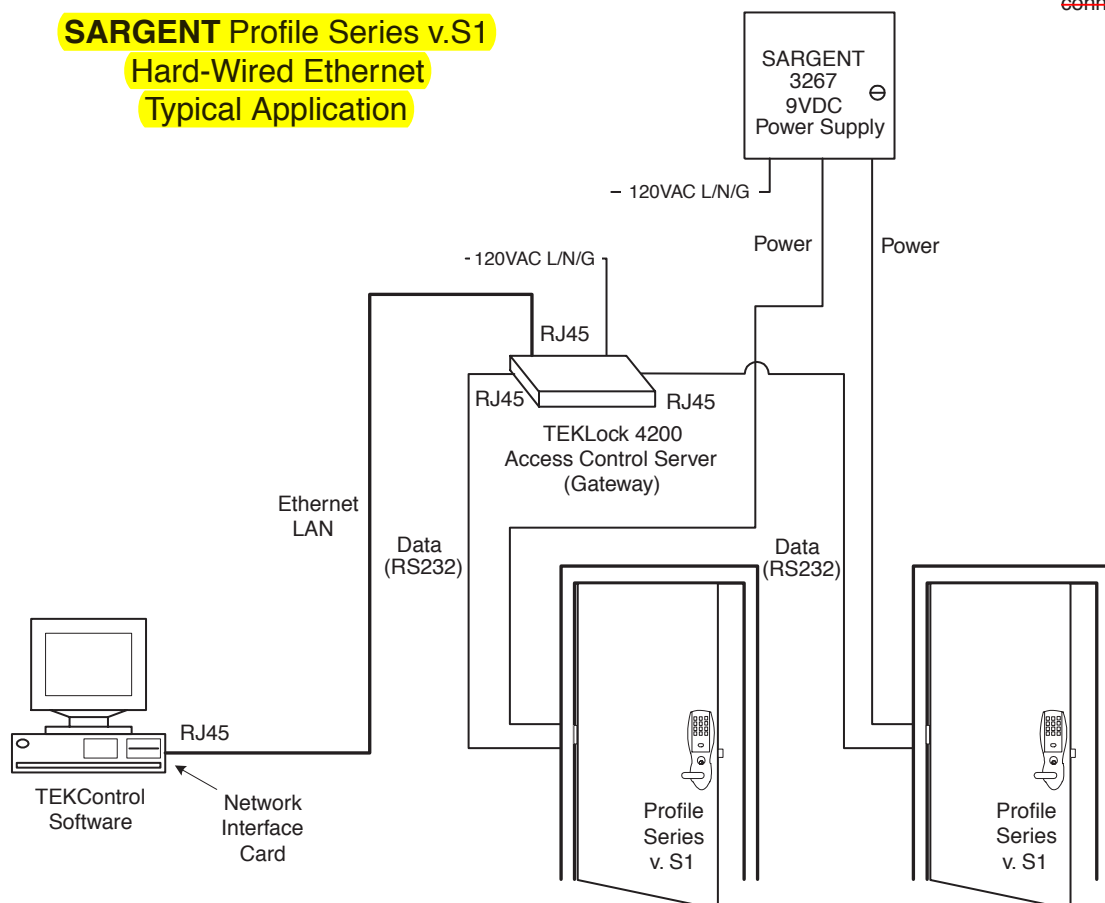 conn
SARGENT Profile Series v.S1
Hard-Wired Ethernet
Typical Application
SARGENT
3267
9VDC
Power Supply
- 120VAC L/N/G
Power
Power
- 120VAC L/N/G
RJ45
RJ45
RJ45
TEKLock 4200
Access Control Server
(Gateway)
Ethernet
LAN
Data
(RS232)
Data
(RS232)
RJ45
TEKControl
Software
Network
Interface
Card
Profile
Series
v. S1
Profile
Series
v. S1